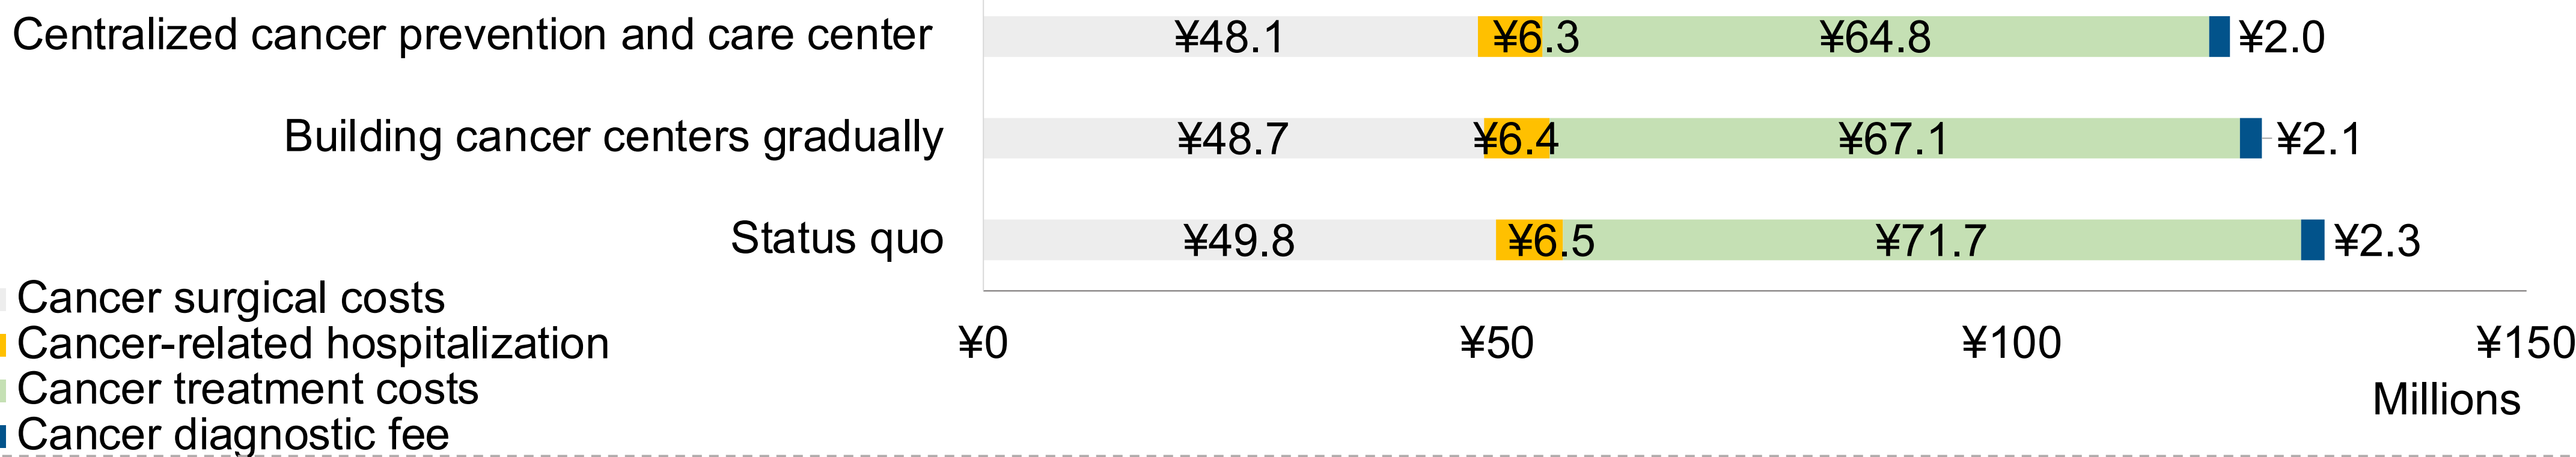 Centralized cancer prevention and care center ¥48.1 ¥6.3 ¥64.8 ¥2.0
Building cancer centers gradually ¥48.7 ¥6.4 ¥67.1 ¥2.1
Status quo ¥49.8 ¥6.5 ¥71.7 ¥2.3
Cancer surgical costs
Cancer-related hospitalization
Cancer treatment costs
Cancer diagnostic fee
¥0 ¥50 ¥100 ¥150
Millions